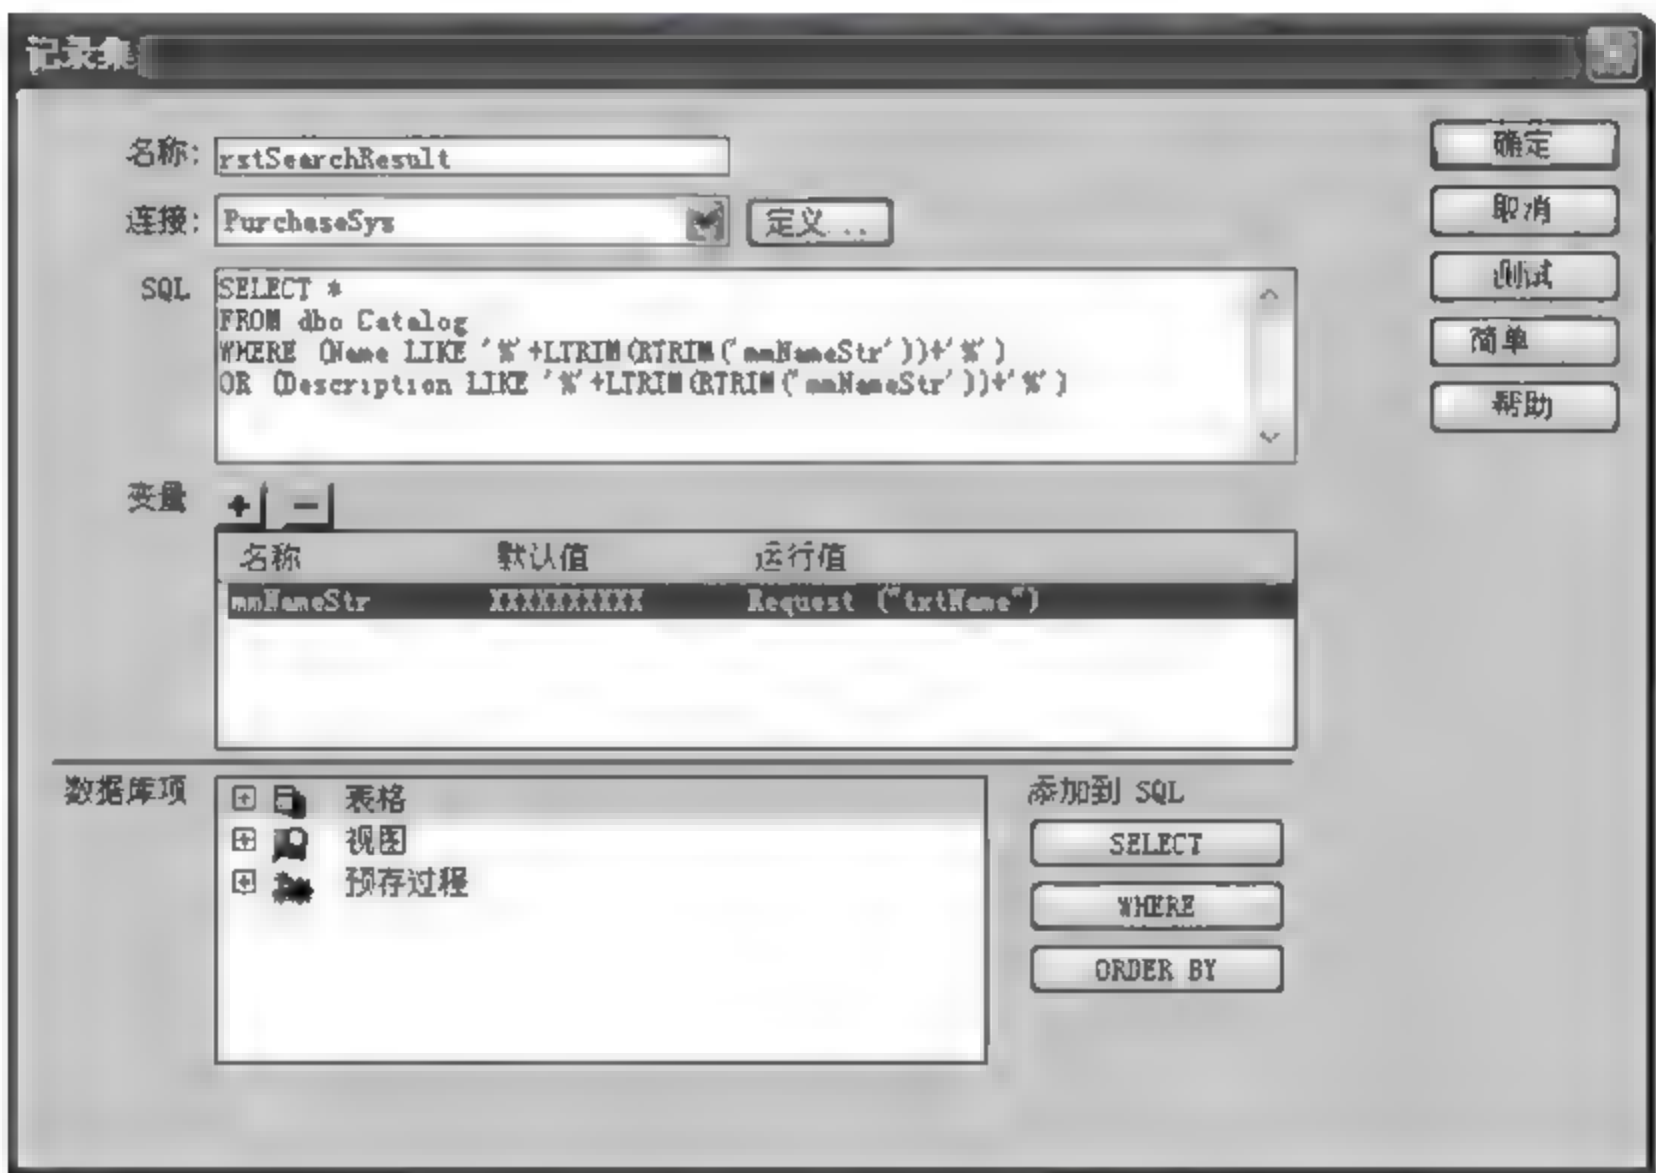 记录集
名称: rstSearchResult
连接: PurchaseSys 定义...
SQL
SELECT *
FROM dbo Catalog
WHERE (Name LIKE '%'+LTRIM(RTRIM('mmNameStr'))+'%')
OR (Description LIKE '%'+LTRIM(RTRIM('mmNameStr'))+'%')
变量 + −
名称 默认值 运行值
mmNameStr XXXXXXXXXX Request ("txtName")
数据库项
表格
视图
预存过程
添加到 SQL
SELECT
WHERE
ORDER BY
确定
取消
测试
简单
帮助